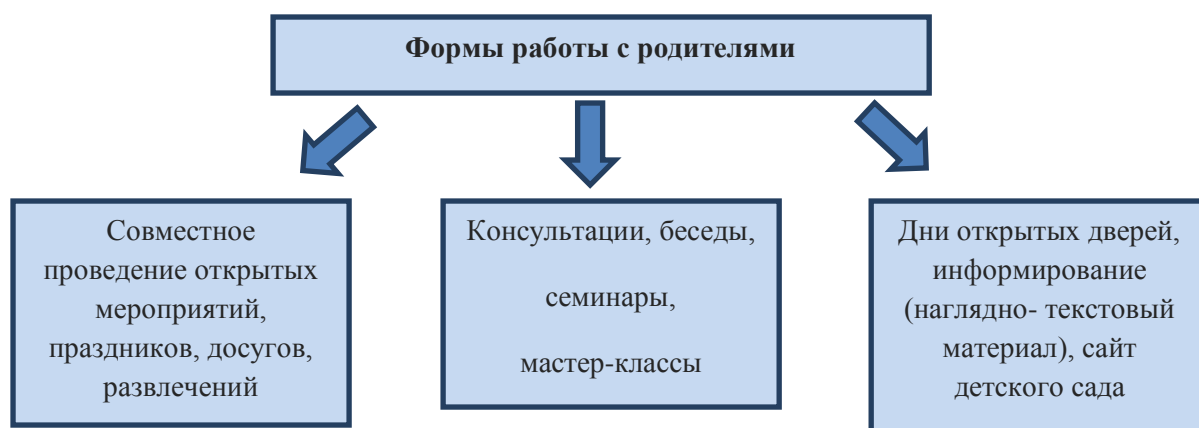 Формы работы с родителями
Совместное
проведение открытых
мероприятий,
праздников, досугов,
развлечений
Консультации, беседы,
семинары,
мастер-классы
Дни открытых дверей,
информирование
(наглядно- текстовый
материал), сайт
детского сада